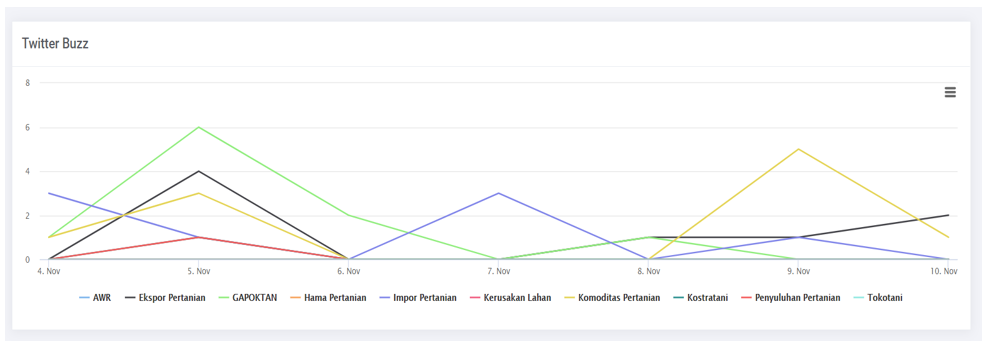 Twitter Buzz
8
6
4
2
0
4. Nov 5. Nov 6. Nov 7. Nov 8. Nov 9. Nov 10. Nov
AWR Ekspor Pertanian GAPOKTAN Hama Pertanian Impor Pertanian Kerusakan Lahan Komoditas Pertanian Kostratani Penyuluhan Pertanian Tokotani